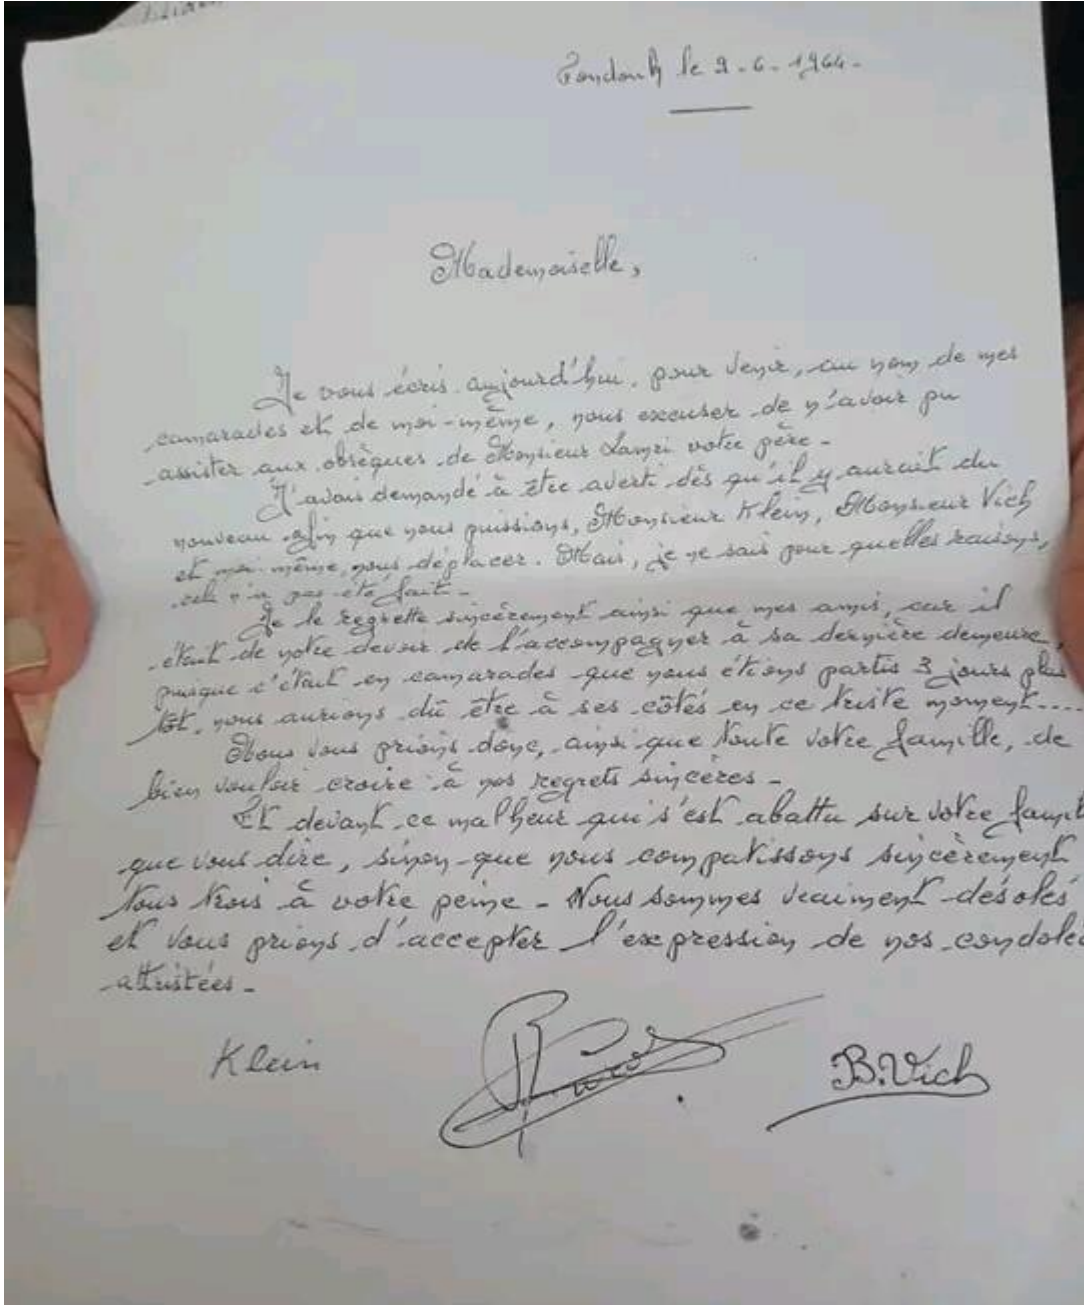 Fondouk le 2-6-1964-
Mademoiselle,
Je vous écris aujourd'hui, pour venir, au nom de mes
camarades et de moi-même, nous excuser de n'avoir pu
assister aux obsèques de Monsieur Lamri votre père-
J'avais demandé à être averti dès qu'il y aurait du
nouveau afin que nous puissions, Monsieur Klein, Monsieur Vich
et moi-même, nous déplacer. Mais, je ne sais pour quelles raisons,
cela n'a pas été fait-
Je le regrette sincèrement ainsi que mes amis, car il
était de notre devoir de l'accompagner à sa dernière demeure,
puisque c'était en camarades que nous étions partis 3 jours plus
tôt, nous aurions dû être à ses côtés en ce triste moment....
Nous vous prions donc, ainsi que toute votre famille, de
bien vouloir croire à nos regrets sincères-
Et devant ce malheur qui s'est abattu sur votre famil
que vous dire, sinon que nous compatissons sincèrement
tous trois à votre peine- Nous sommes vraiment désolés
et vous prions d'accepter l'expression de nos condoléa
attristées-
Klein B.Vich